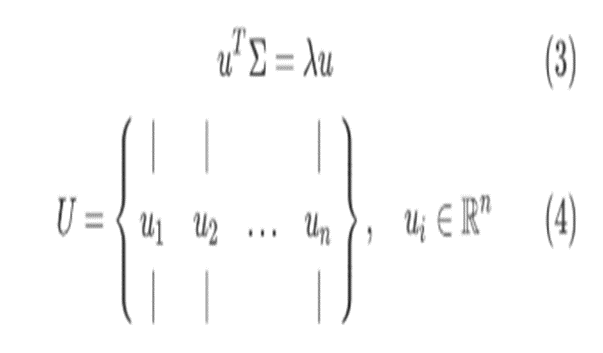 u^T Σ = λu (3)
U = { | | | u_1 u_2 … u_n | | | }, u_i ∈ ℝ^n (4)